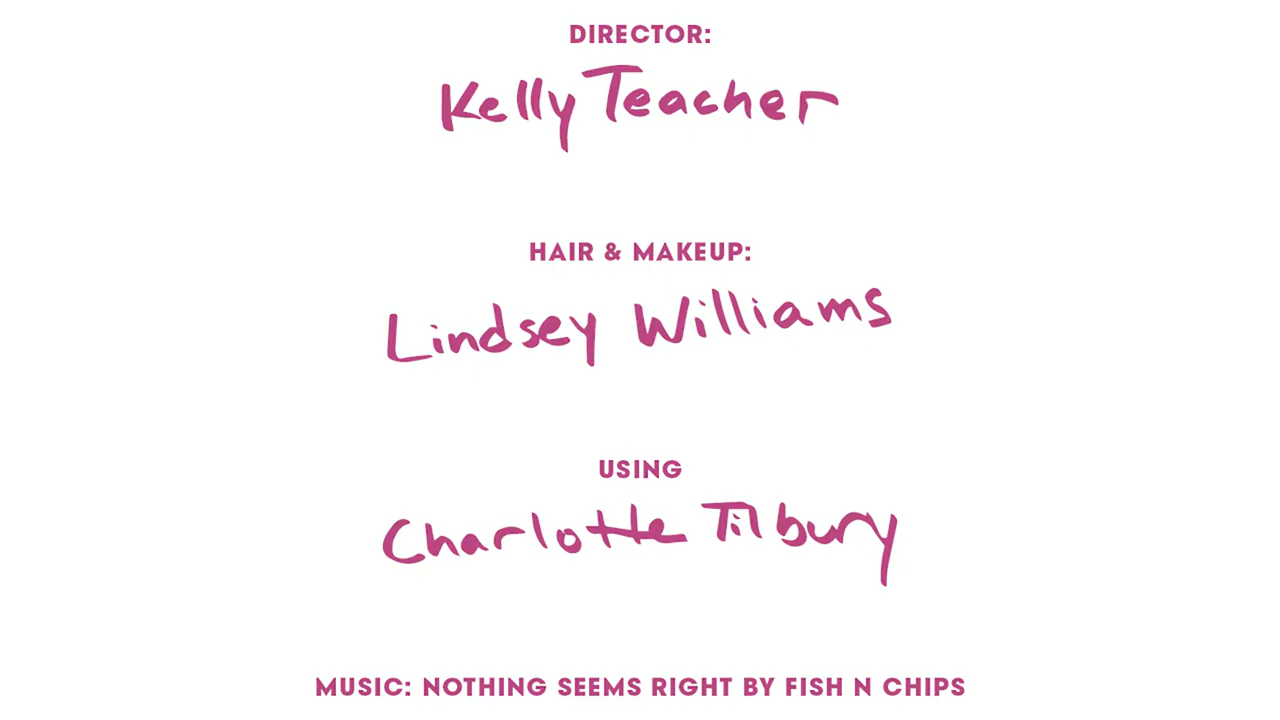 DIRECTOR:
Kelly Teacher
HAIR & MAKEUP:
Lindsey Williams
USING
Charlotte Tilbury
MUSIC: NOTHING SEEMS RIGHT BY FISH N CHIPS